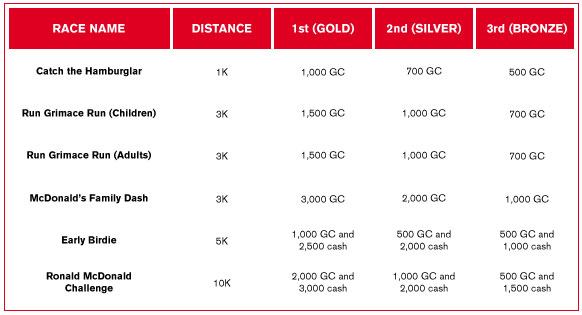 RACE NAME DISTANCE 1st (GOLD) 2nd (SILVER) 3rd (BRONZE)
Catch the Hamburglar 1K 1,000 GC 700 GC 500 GC
Run Grimace Run (Children) 3K 1,500 GC 1,000 GC 700 GC
Run Grimace Run (Adults) 3K 1,500 GC 1,000 GC 700 GC
McDonald's Family Dash 3K 3,000 GC 2,000 GC 1,000 GC
Early Birdie 5K 1,000 GC and 2,500 cash 500 GC and 2,000 cash 500 GC and 1,000 cash
Ronald McDonald Challenge 10K 2,000 GC and 3,000 cash 1,000 GC and 2,000 cash 500 GC and 1,500 cash